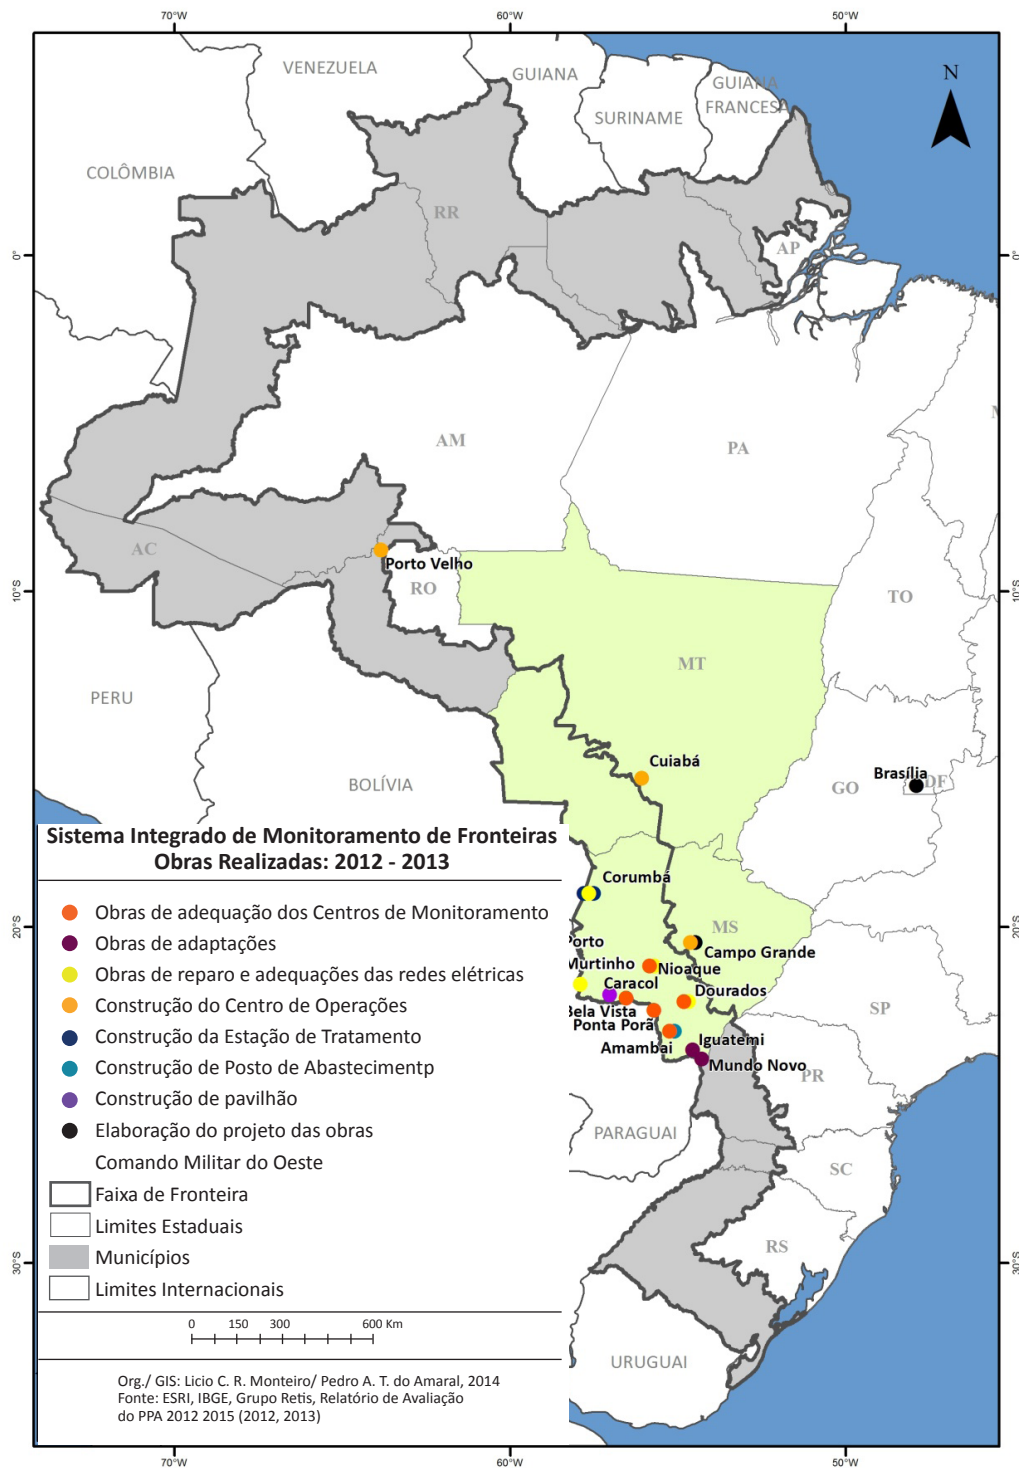 70°W
60°W
50°W
N
VENEZUELA
GUIANA
GUIANA
FRANCESA
SURINAME
COLÔMBIA
RR
AP
0°
0°
AM
PA
AC
Porto Velho
RO
10°S
10°S
TO
MT
PERU
BOLÍVIA
Cuiabá
Brasília
DF
GO
Sistema Integrado de Monitoramento de Fronteiras
Obras Realizadas: 2012 - 2013
Obras de adequação dos Centros de Monitoramento
Obras de adaptações
Obras de reparo e adequações das redes elétricas
Construção do Centro de Operações
Construção da Estação de Tratamento
Construção de Posto de Abastecimentp
Construção de pavilhão
Elaboração do projeto das obras
Comando Militar do Oeste
Faixa de Fronteira
Limites Estaduais
Municípios
Limites Internacionais
0 150 300 600 Km
Org./ GIS: Licio C. R. Monteiro/ Pedro A. T. do Amaral, 2014
Fonte: ESRI, IBGE, Grupo Retis, Relatório de Avaliação
do PPA 2012 2015 (2012, 2013)
Corumbá
20°S
20°S
MS
Campo Grande
Porto
Murtinho
Nioaque
Caracol
Dourados
Bela Vista
Ponta Porã
Amambai
Iguatemi
Mundo Novo
SP
PR
PARAGUAI
SC
RS
30°S
30°S
URUGUAI
70°W
60°W
50°W